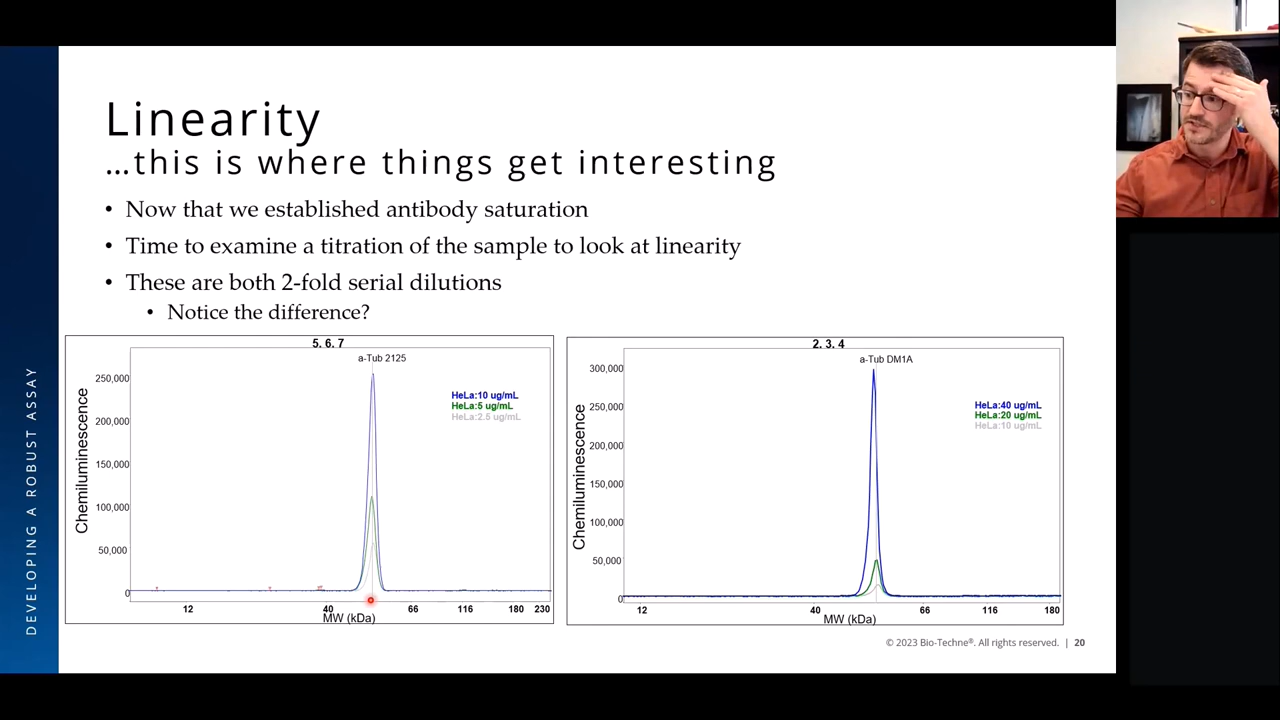 Linearity
...this is where things get interesting
• Now that we established antibody saturation
• Time to examine a titration of the sample to look at linearity
• These are both 2-fold serial dilutions
• Notice the difference?
DEVELOPING A ROBUST ASSAY
5, 6, 7
a-Tub 2125
HeLa:10 ug/mL
HeLa:5 ug/mL
HeLa:2.5 ug/mL
Chemiluminescence
250,000
200,000
150,000
100,000
50,000
0
12 40 66 116 180 230
MW (kDa)
2, 3, 4
a-Tub DM1A
HeLa:40 ug/mL
HeLa:20 ug/mL
HeLa:10 ug/mL
Chemiluminescence
300,000
250,000
200,000
150,000
100,000
50,000
0
12 40 66 116 180
MW (kDa)
© 2023 Bio-Techne®. All rights reserved. | 20